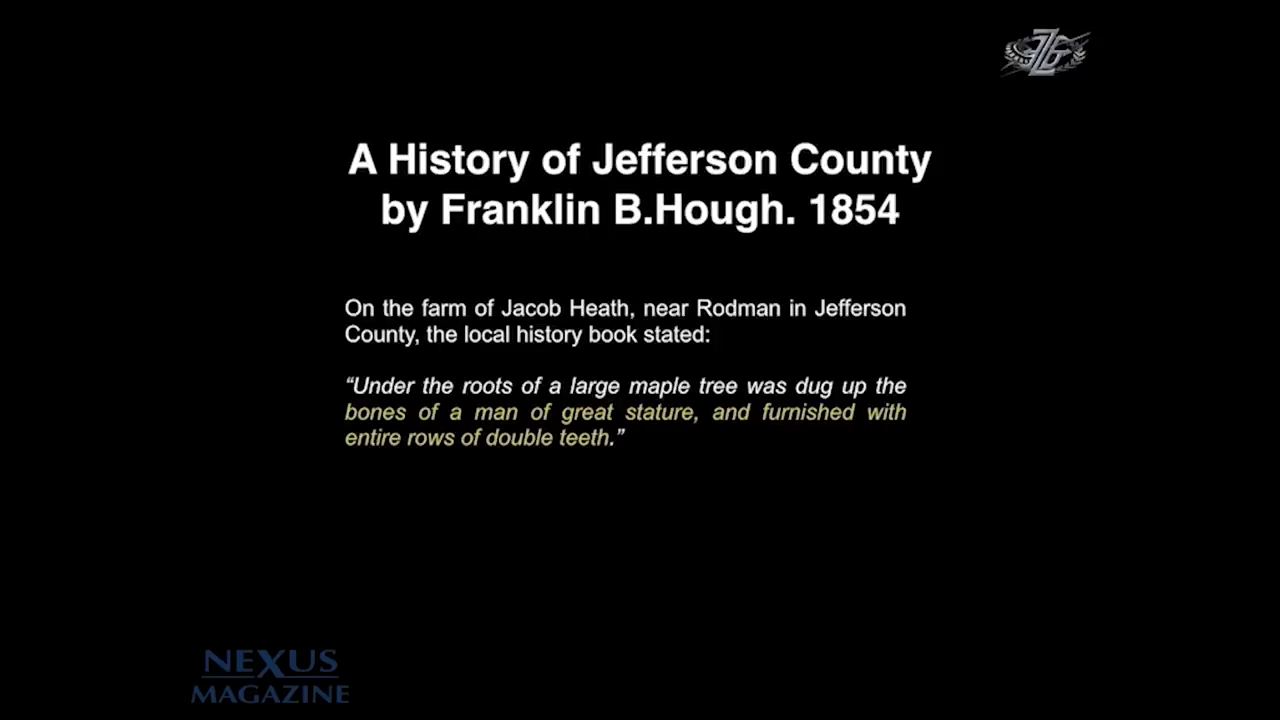 A History of Jefferson County
by Franklin B.Hough. 1854
On the farm of Jacob Heath, near Rodman in Jefferson
County, the local history book stated:
“Under the roots of a large maple tree was dug up the
bones of a man of great stature, and furnished with
entire rows of double teeth.”
NEXUS
MAGAZINE